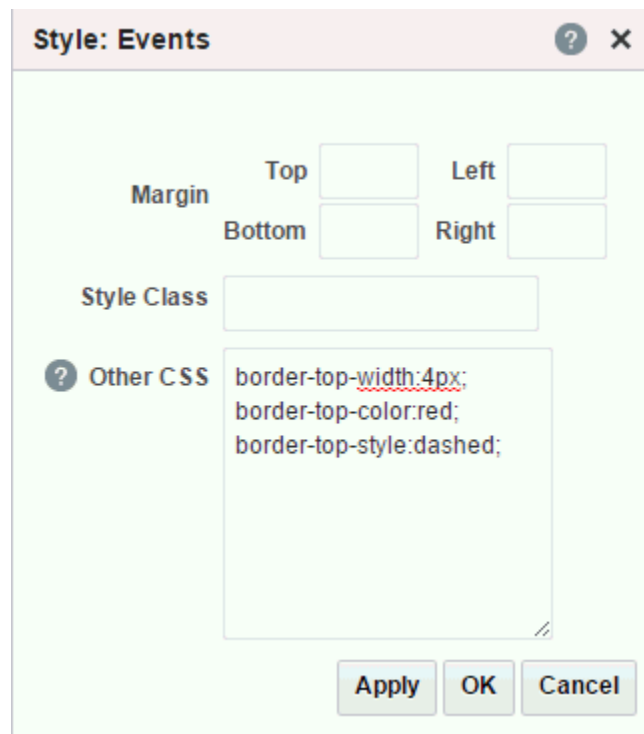 Style: Events
Margin
Top
Left
Bottom
Right
Style Class
Other CSS
border-top-width:4px;
border-top-color:red;
border-top-style:dashed;
Apply
OK
Cancel